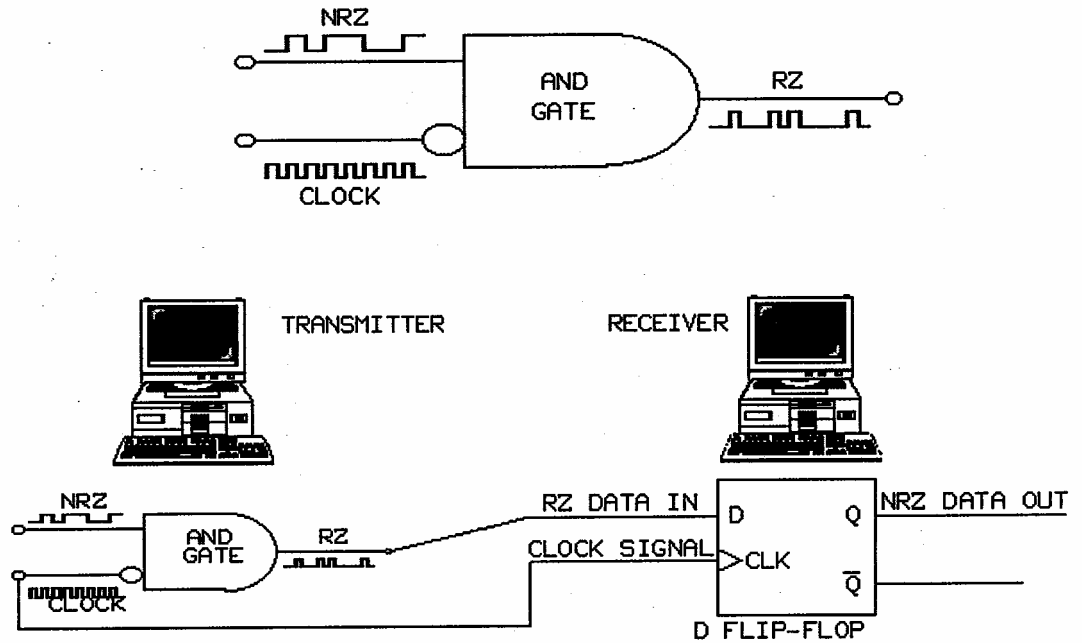 NRZ
AND
GATE
RZ
CLOCK
TRANSMITTER
RECEIVER
NRZ
AND
GATE
RZ
CLOCK
RZ DATA IN
CLOCK SIGNAL
D
Q
CLK
Q̅
NRZ DATA OUT
D FLIP-FLOP